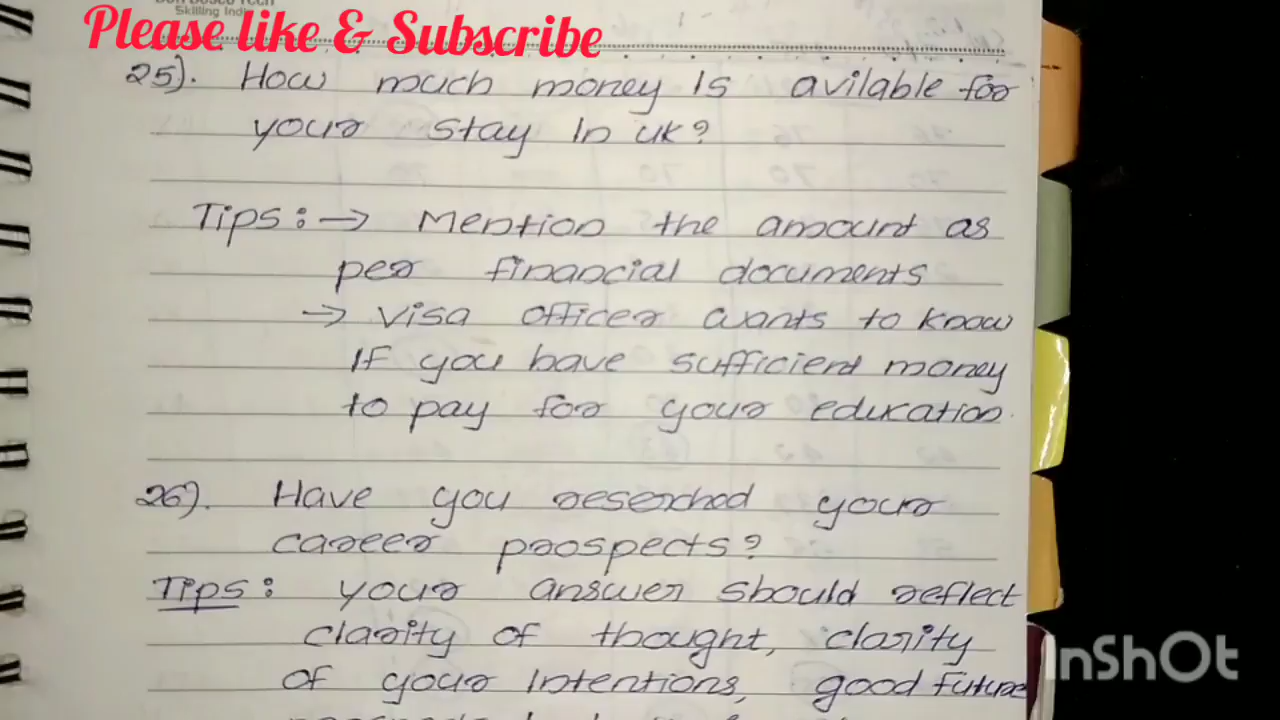 Skilling India
Please like & Subscribe
25). How much money Is avilable for
your stay In uk?
Tips: → Mention the amount as
per financial documents
→ Visa officer wants to know
If you have sufficient money
to pay for your education.
26). Have you reserched your
career prospects?
Tips: your answer should reflect
clarity of thought, clarity
of your Intentions, good future
InShOt